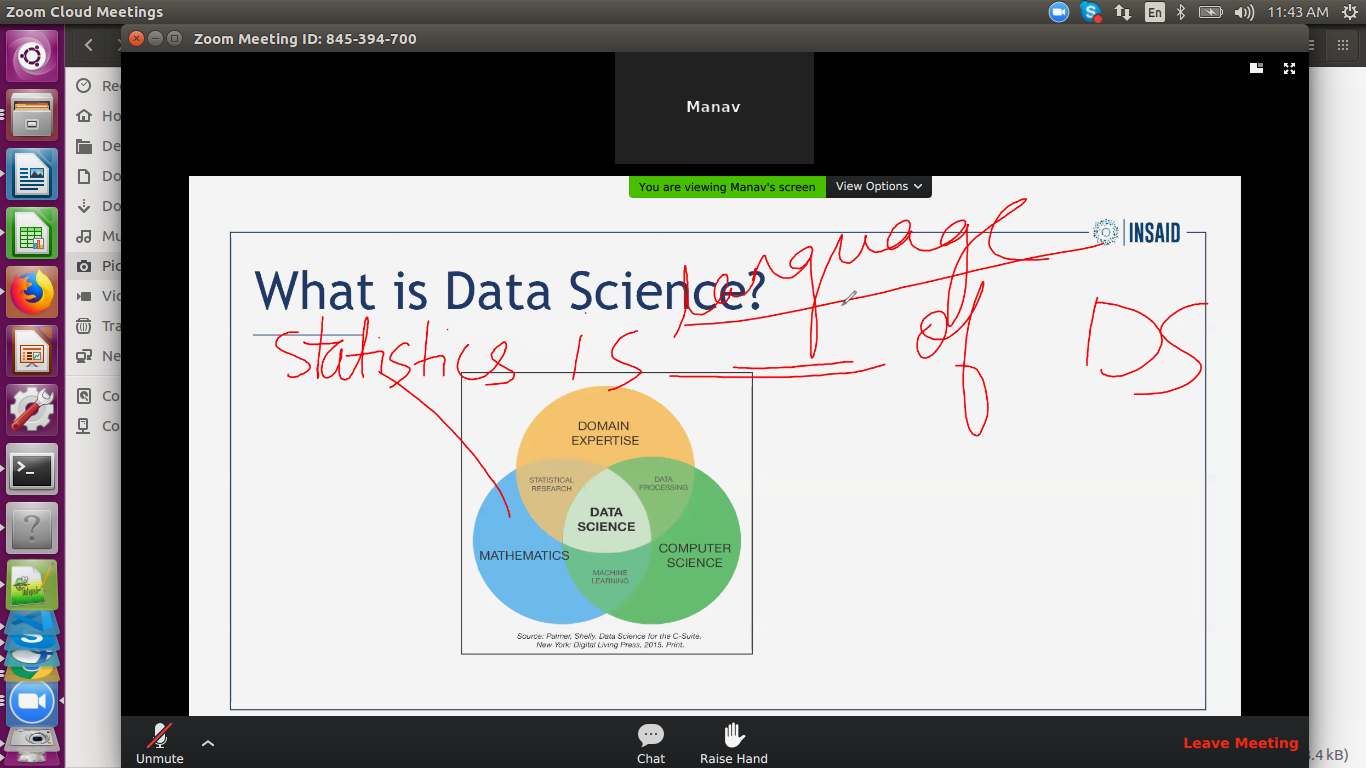 Zoom Cloud Meetings
En
11:43 AM
Zoom Meeting ID: 845-394-700
Re
Ho
De
Do
Do
Mu
Pic
Vid
Tra
Ne
Co
Co
Manav
You are viewing Manav's screen
View Options
INSAID
What is Data Science?
Statistics is Language of DS
DOMAIN
EXPERTISE
STATISTICAL
RESEARCH
DATA
PROCESSING
DATA
SCIENCE
MATHEMATICS
COMPUTER
SCIENCE
MACHINE
LEARNING
Source: Palmer, Shelly. Data Science for the C-Suite.
New York: Digital Living Press, 2015. Print.
Unmute
Chat
Raise Hand
Leave Meeting
.4 kB)